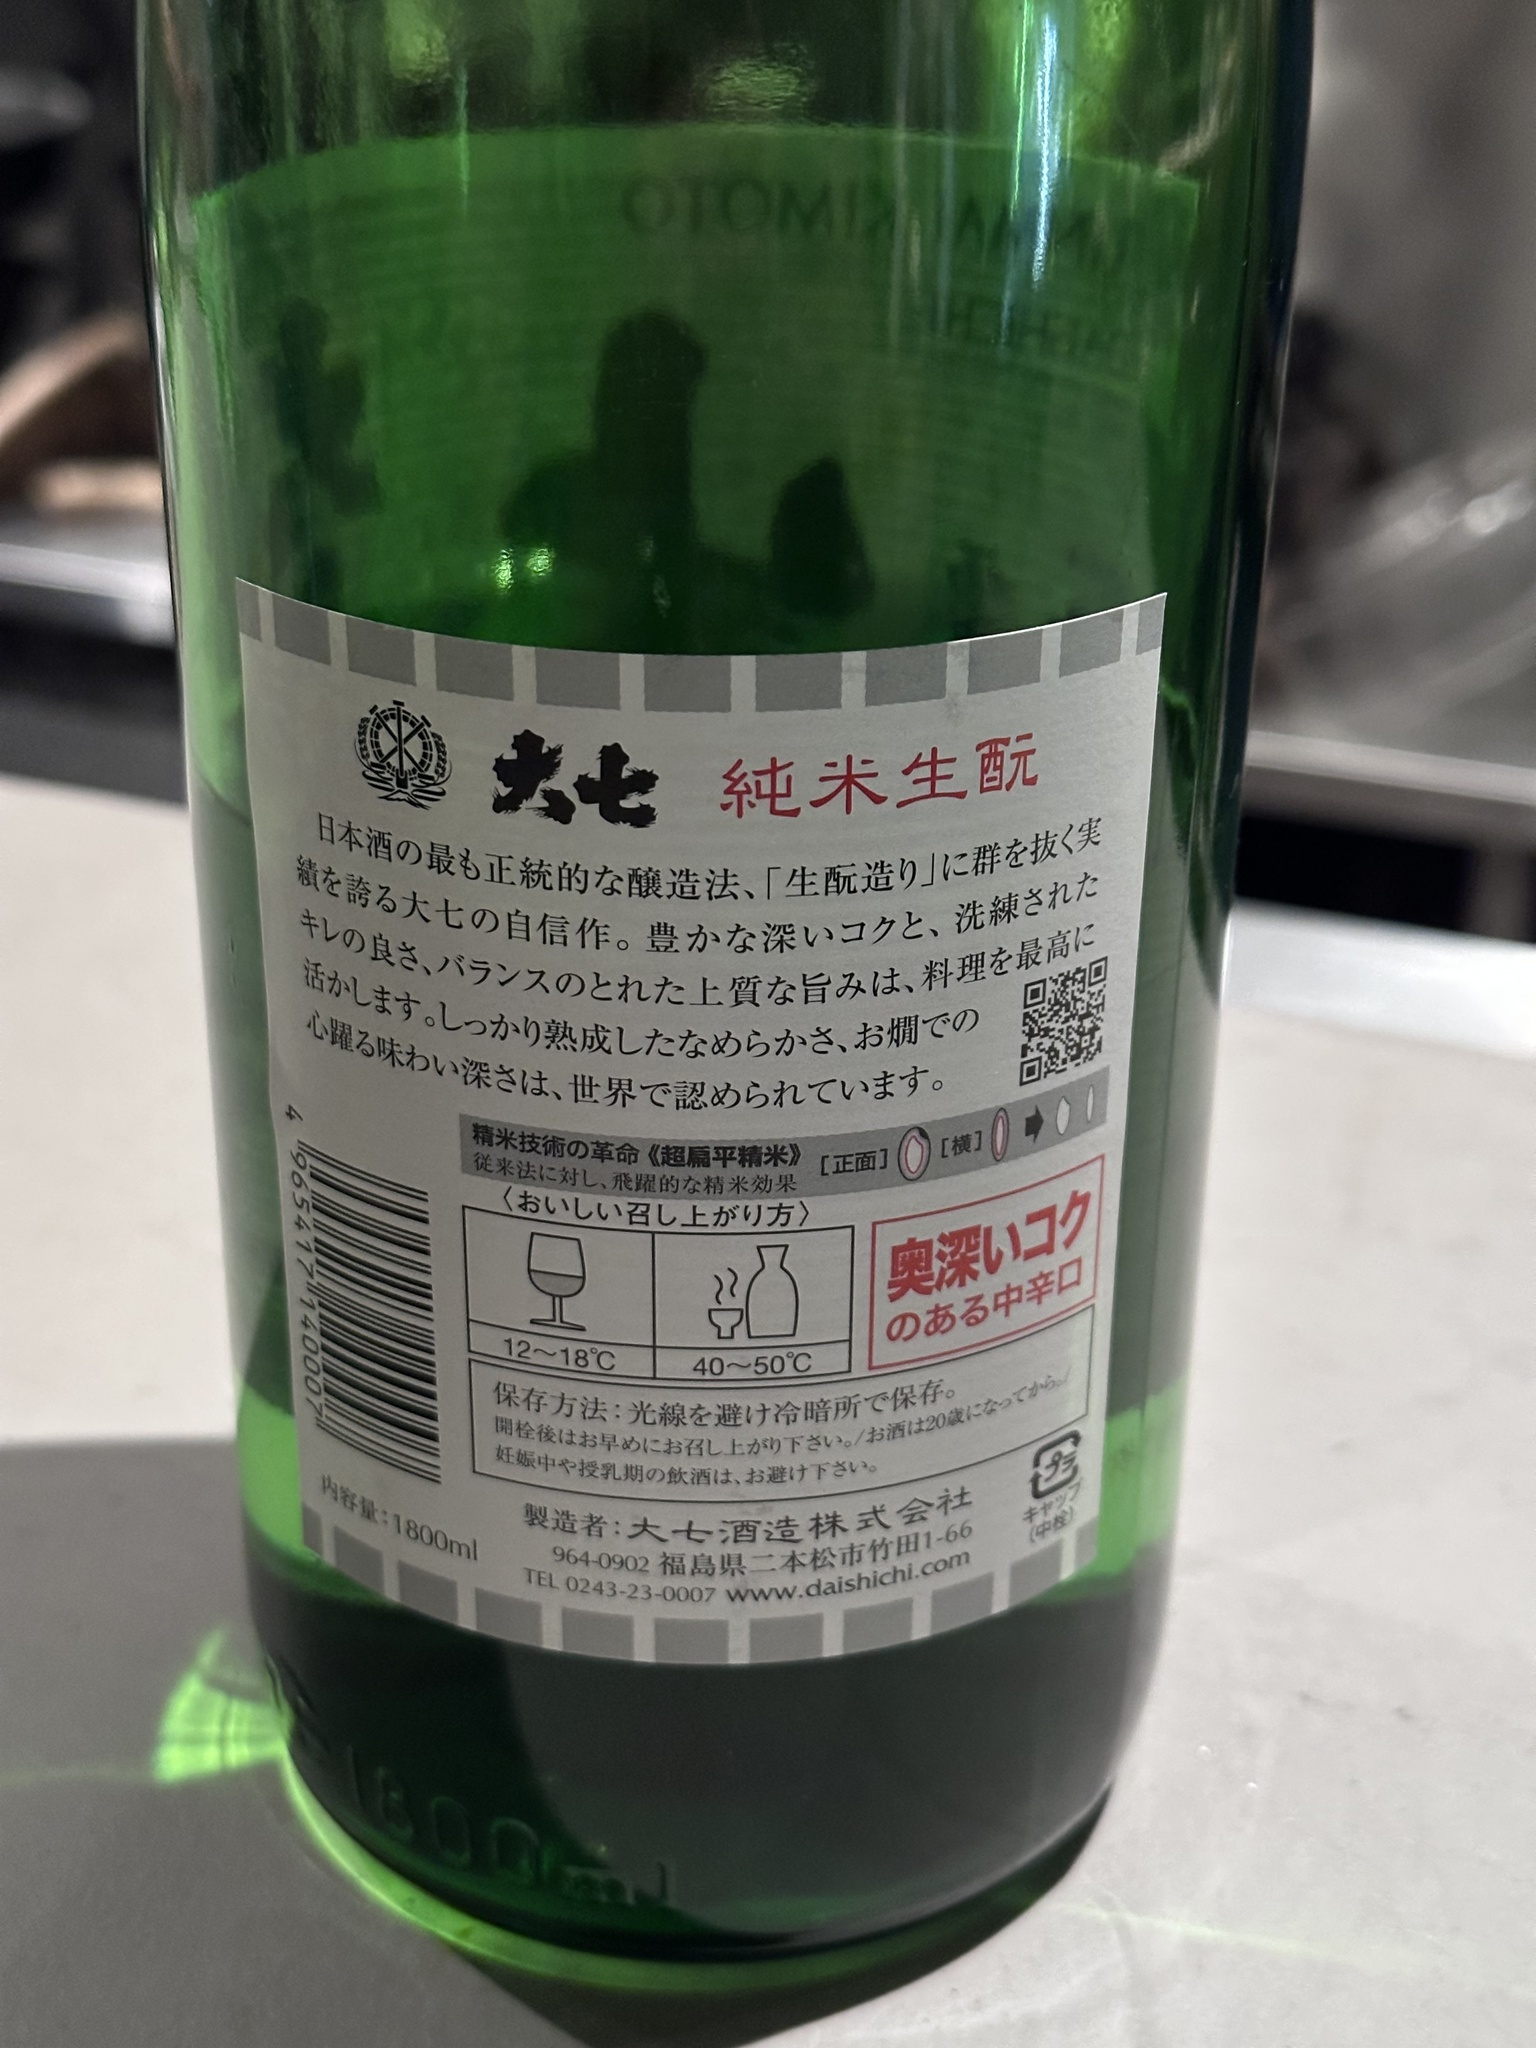 KIMOTO
大七 純米生酛
日本酒の最も正統的な醸造法、「生酛造り」に群を抜く実
績を誇る大七の自信作。豊かな深いコクと、洗練された
キレの良さ、バランスのとれた上質な旨みは、料理を最高に
活かします。しっかり熟成したなめらかさ、お燗での
心躍る味わい深さは、世界で認められています。
精米技術の革命《超扁平精米》 [正面] [横]
従来法に対し、飛躍的な精米効果
〈おいしい召し上がり方〉
12〜18℃ 40〜50℃
奥深いコク
のある中辛口
保存方法：光線を避け冷暗所で保存。
開栓後はお早めにお召し上がり下さい。/お酒は20歳になってから。/
妊娠中や授乳期の飲酒は、お避け下さい。
4 965417 140007
内容量：1800ml
製造者：大七酒造株式会社
964-0902 福島県二本松市竹田1-66
TEL 0243-23-0007 www.daishichi.com
プラ
キャップ
(中栓)
1800ml